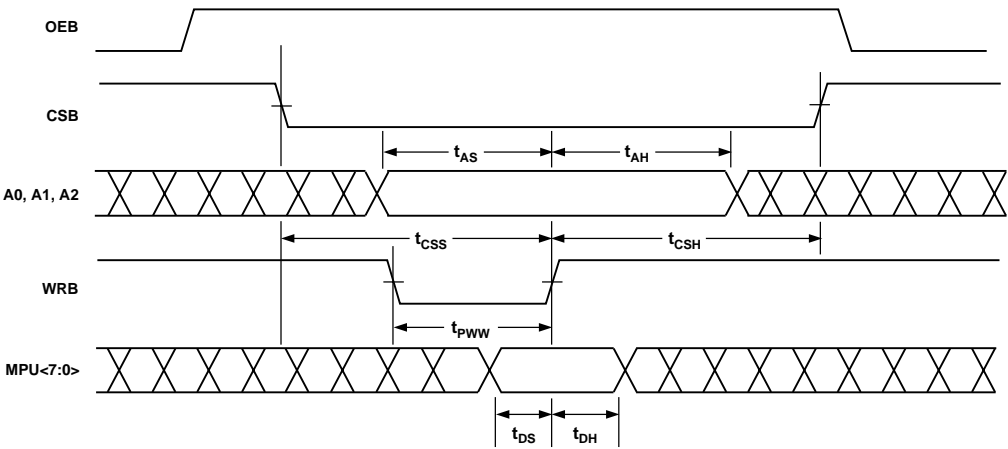 OEB
CSB
t_AS t_AH
A0, A1, A2
t_CSS t_CSH
WRB
t_PWW
MPU<7:0>
t_DS t_DH